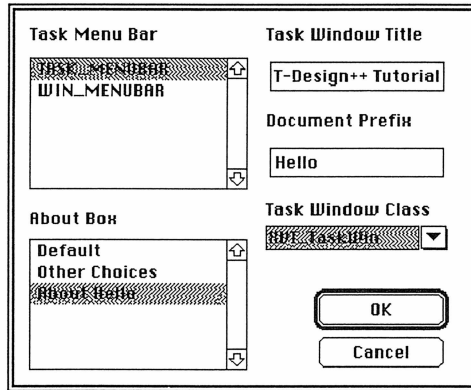 Task Menu Bar
TASK_MENUBAR
WIN_MENUBAR
About Box
Default
Other Choices
About Hello
Task Window Title
T-Design++ Tutorial
Document Prefix
Hello
Task Window Class
OK
Cancel